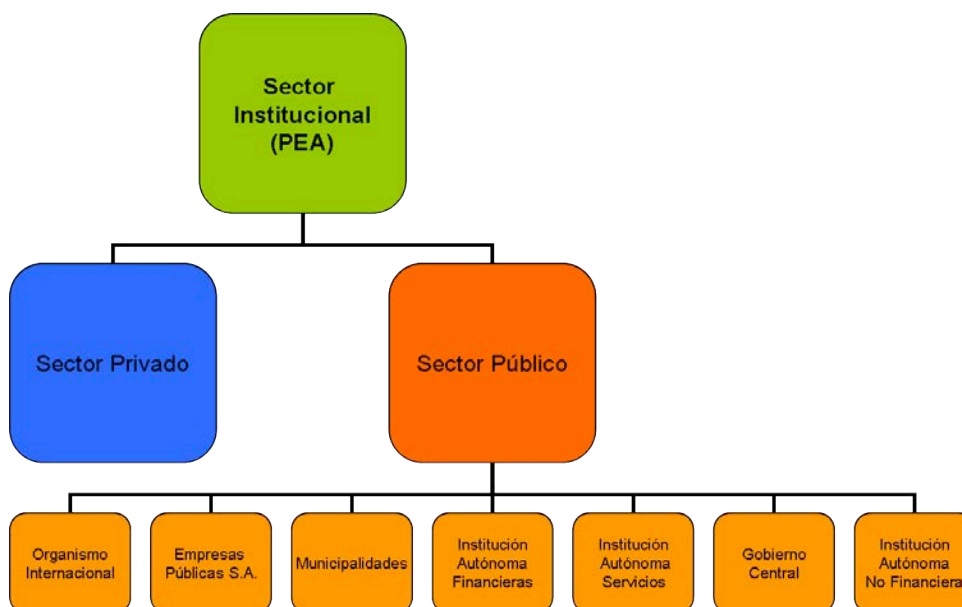 Sector
Institucional
(PEA)
Sector Privado
Sector Público
Organismo
Internacional
Empresas
Públicas S.A.
Municipalidades
Institución
Autónoma
Financieras
Institución
Autónoma
Servicios
Gobierno
Central
Institución
Autónoma
No Financiera